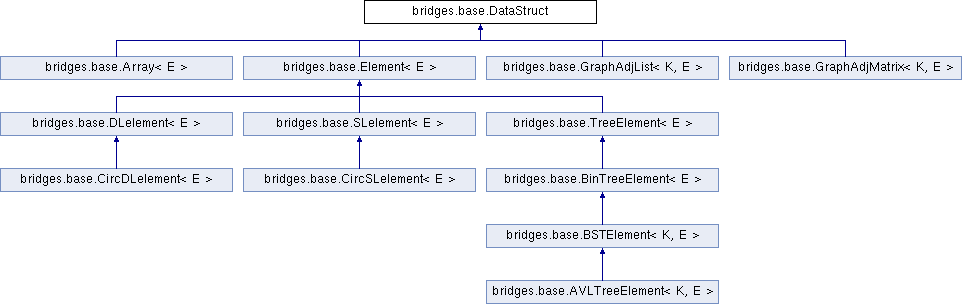 bridges.base.DataStruct
bridges.base.Array< E >
bridges.base.Element< E >
bridges.base.GraphAdjList< K, E >
bridges.base.GraphAdjMatrix< K, E >
bridges.base.DLelement< E >
bridges.base.SLelement< E >
bridges.base.TreeElement< E >
bridges.base.CircDLelement< E >
bridges.base.CircSLelement< E >
bridges.base.BinTreeElement< E >
bridges.base.BSTElement< K, E >
bridges.base.AVLTreeElement< K, E >